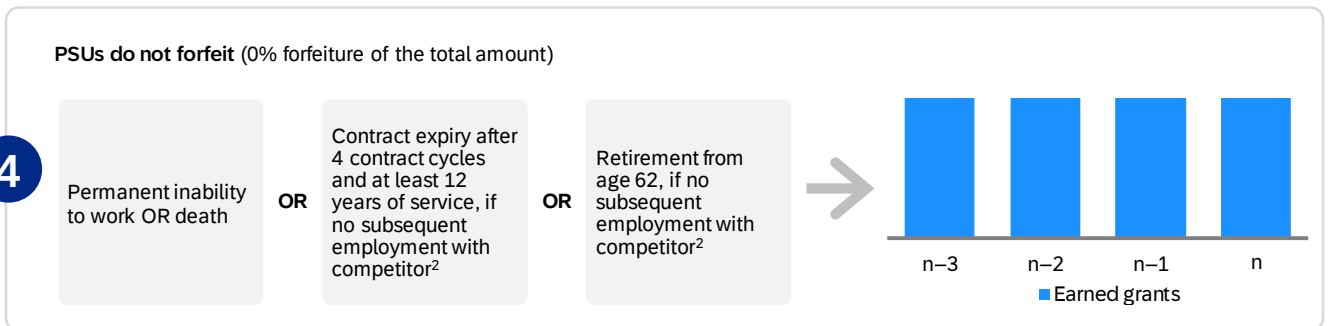 PSUs do not forfeit (0% forfeiture of the total amount)
4
Permanent inability
to work OR death
OR
Contract expiry after
4 contract cycles
and at least 12
years of service, if
no subsequent
employment with
competitor²
OR
Retirement from
age 62, if no
subsequent
employment with
competitor²
n–3 n–2 n–1 n
Earned grants